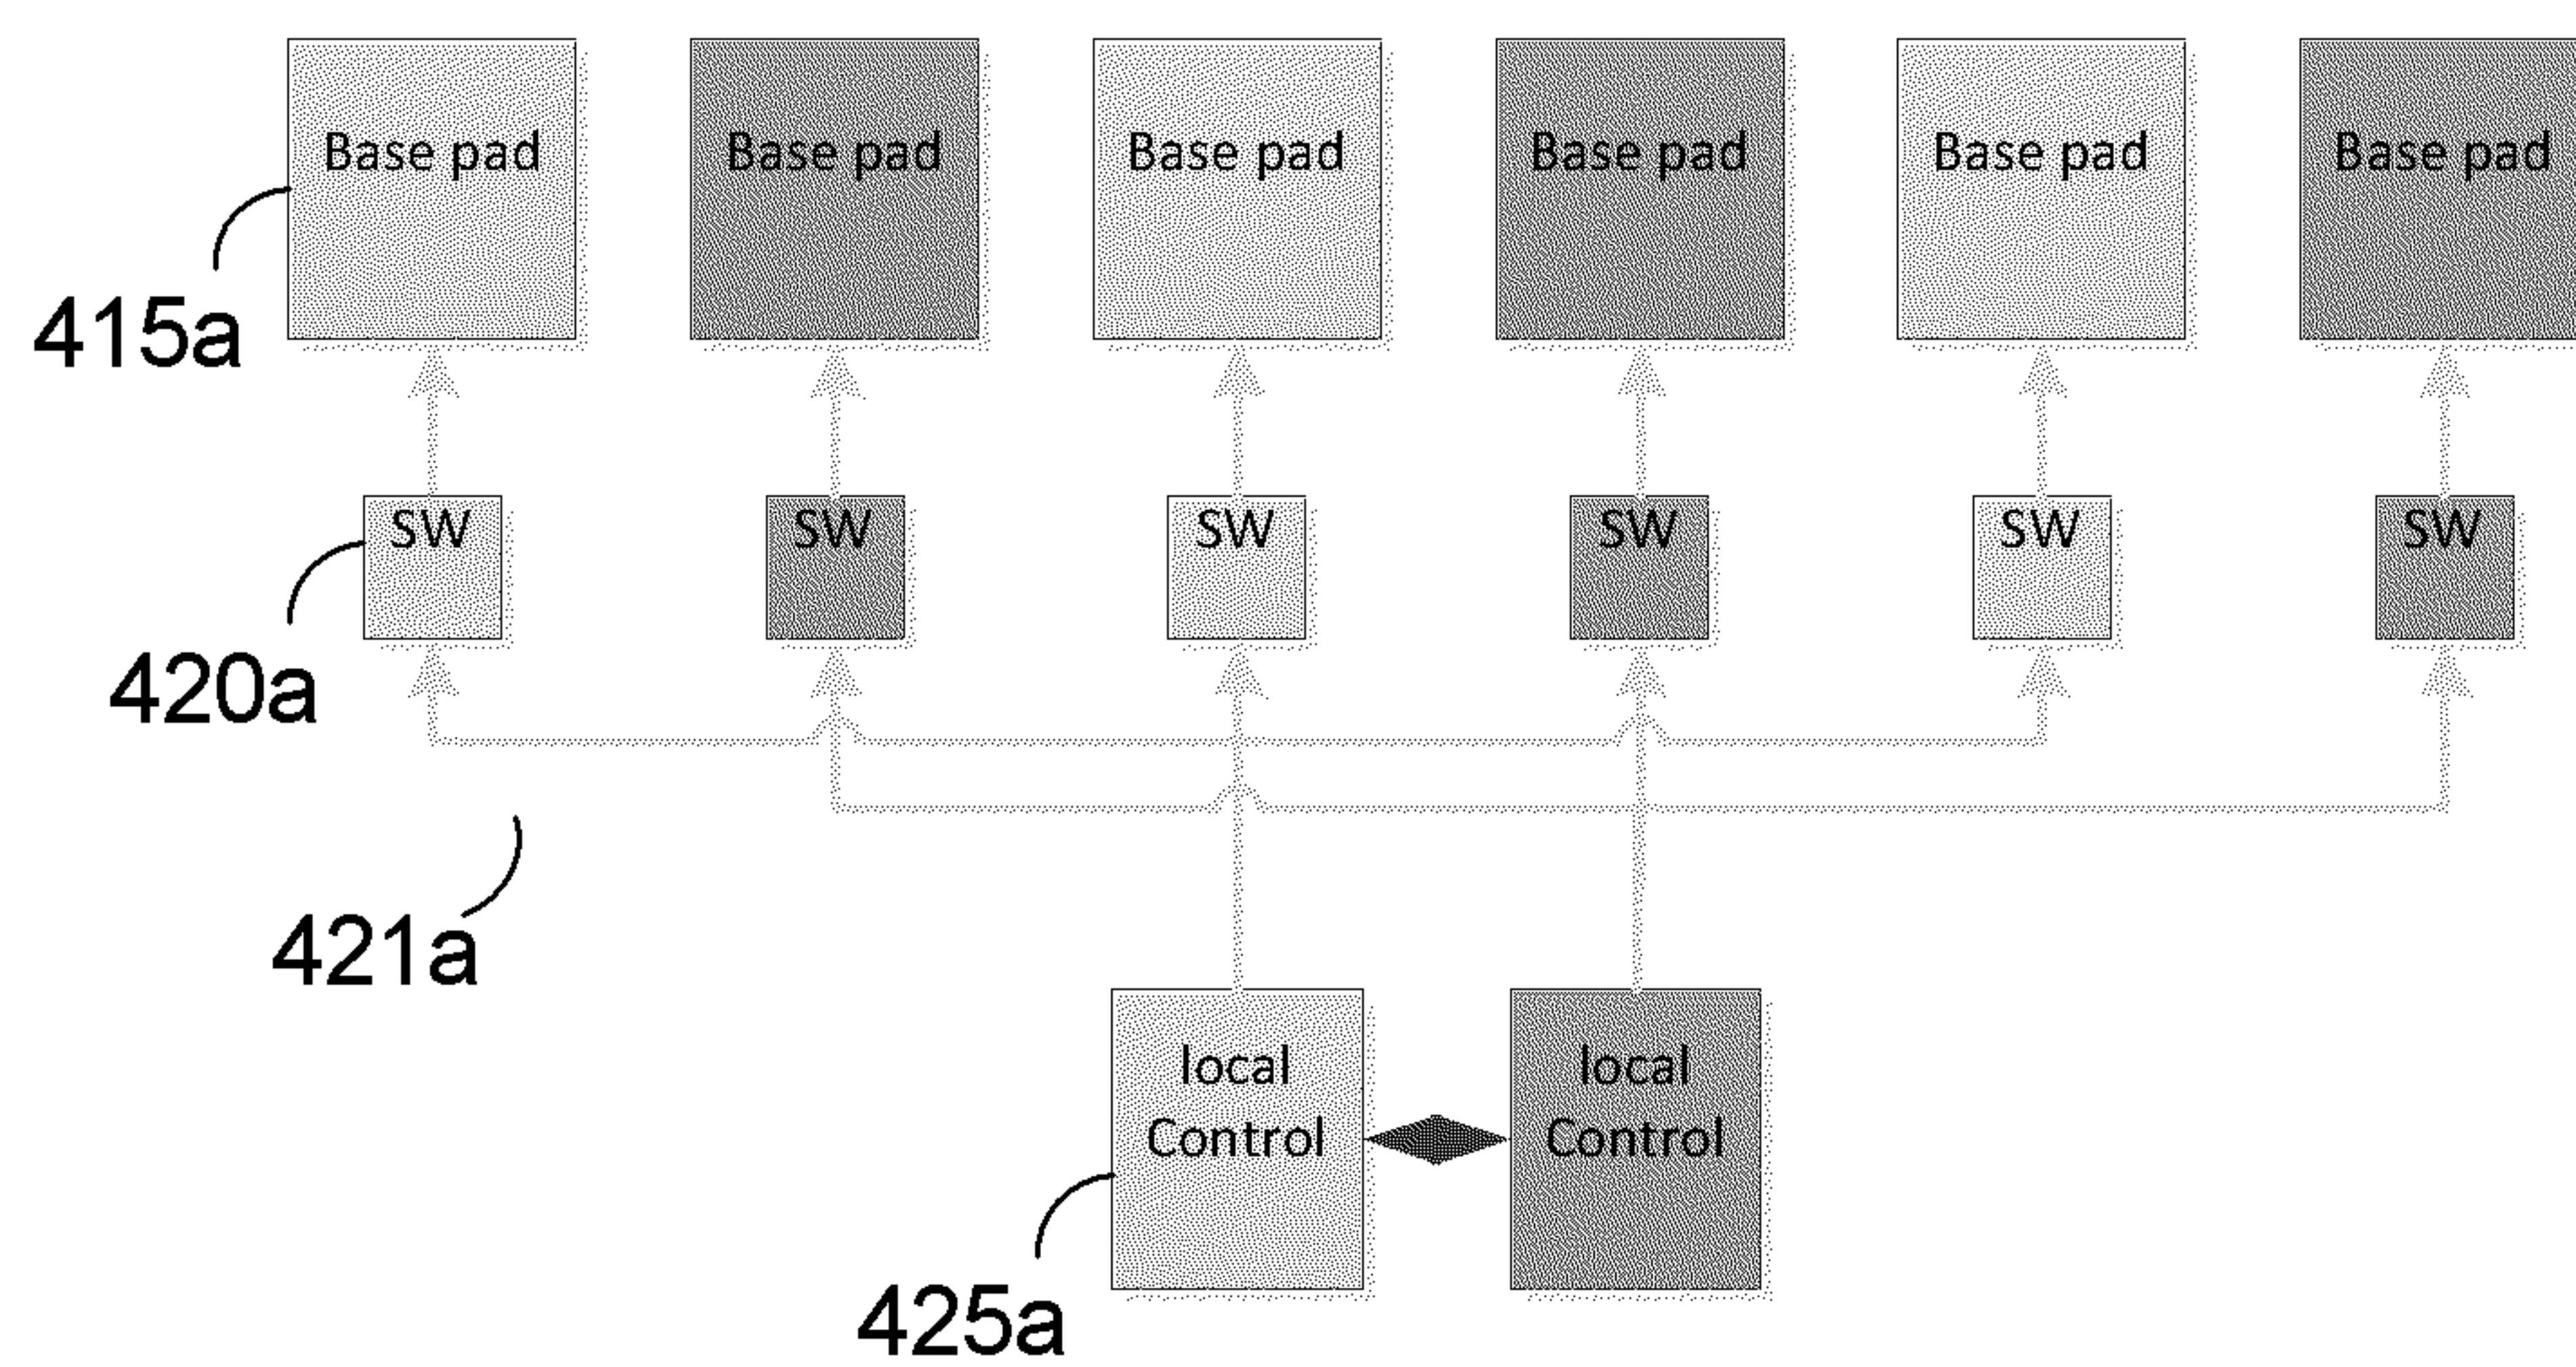 Base pad Base pad Base pad Base pad Base pad Base pad
415a
SW SW SW SW SW SW
420a
421a
local local
Control Control
425a